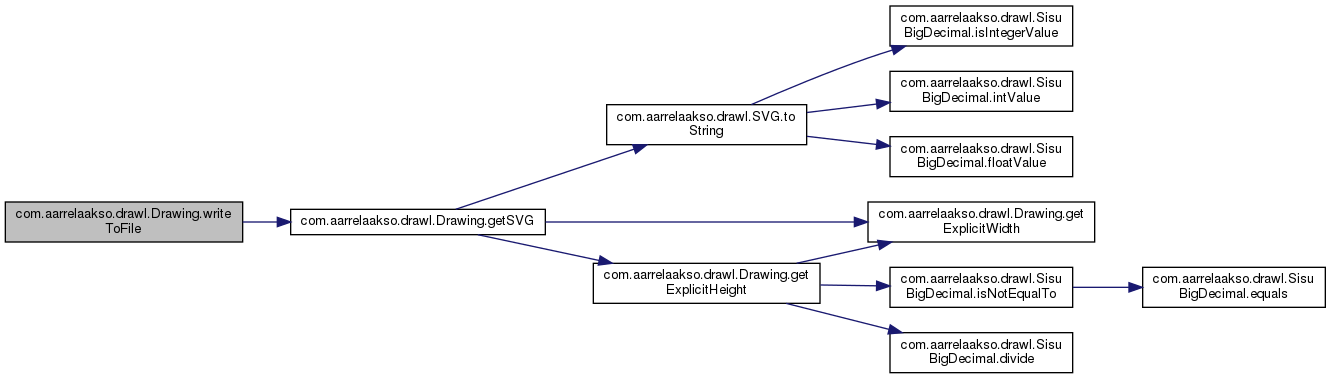 com.aarrelaakso.drawl.Drawing.write
ToFile
com.aarrelaakso.drawl.Drawing.getSVG
com.aarrelaakso.drawl.SVG.to
String
com.aarrelaakso.drawl.Sisu
BigDecimal.isIntegerValue
com.aarrelaakso.drawl.Sisu
BigDecimal.intValue
com.aarrelaakso.drawl.Sisu
BigDecimal.floatValue
com.aarrelaakso.drawl.Drawing.get
ExplicitWidth
com.aarrelaakso.drawl.Drawing.get
ExplicitHeight
com.aarrelaakso.drawl.Sisu
BigDecimal.isNotEqualTo
com.aarrelaakso.drawl.Sisu
BigDecimal.equals
com.aarrelaakso.drawl.Sisu
BigDecimal.divide